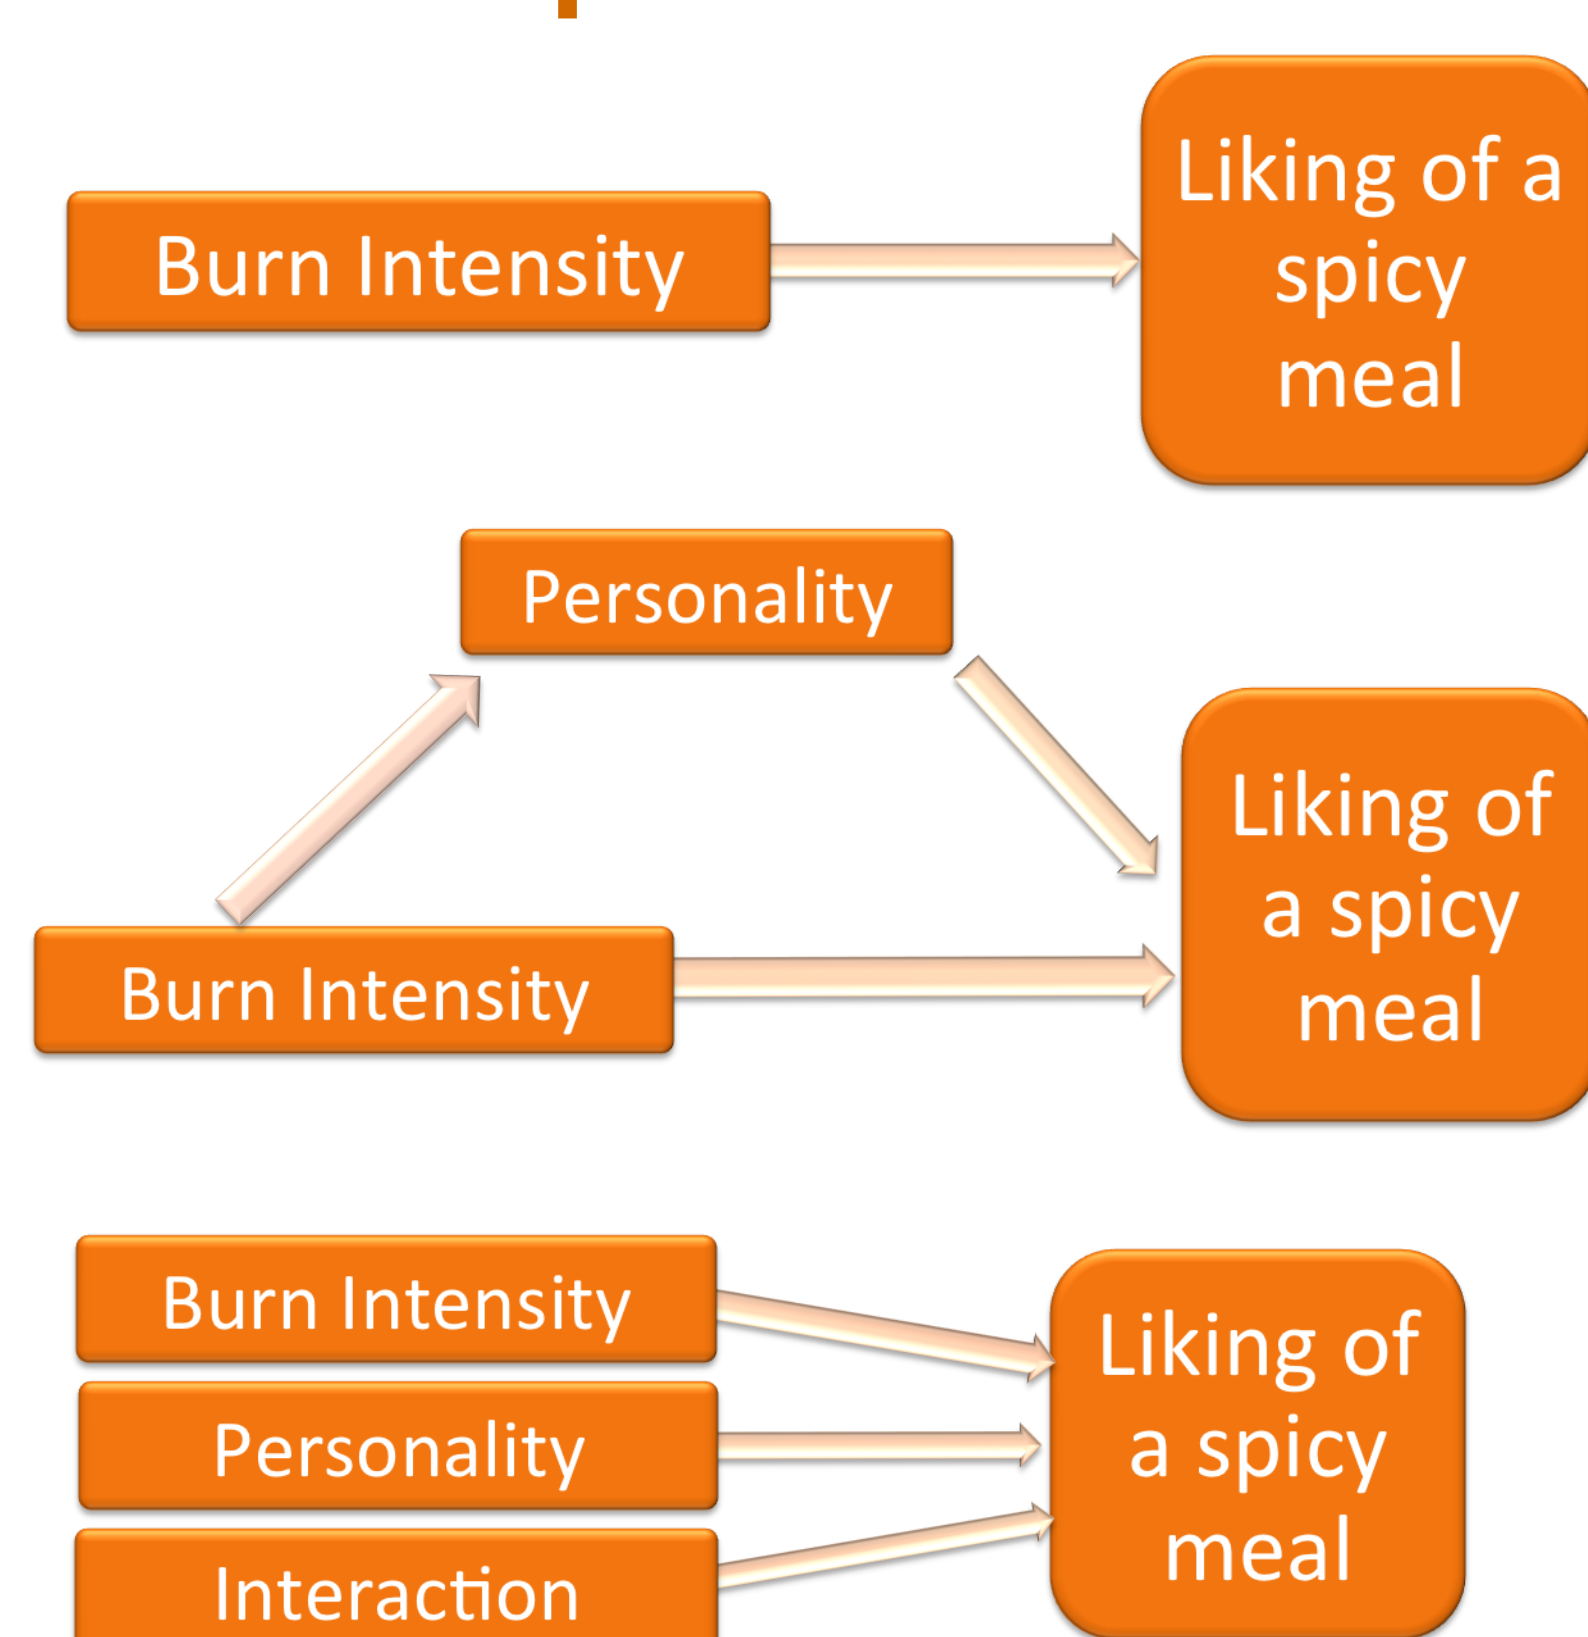 Burn Intensity
Liking of a
spicy
meal
Personality
Burn Intensity
Liking of
a spicy
meal
Burn Intensity
Personality
Interaction
Liking of
a spicy
meal